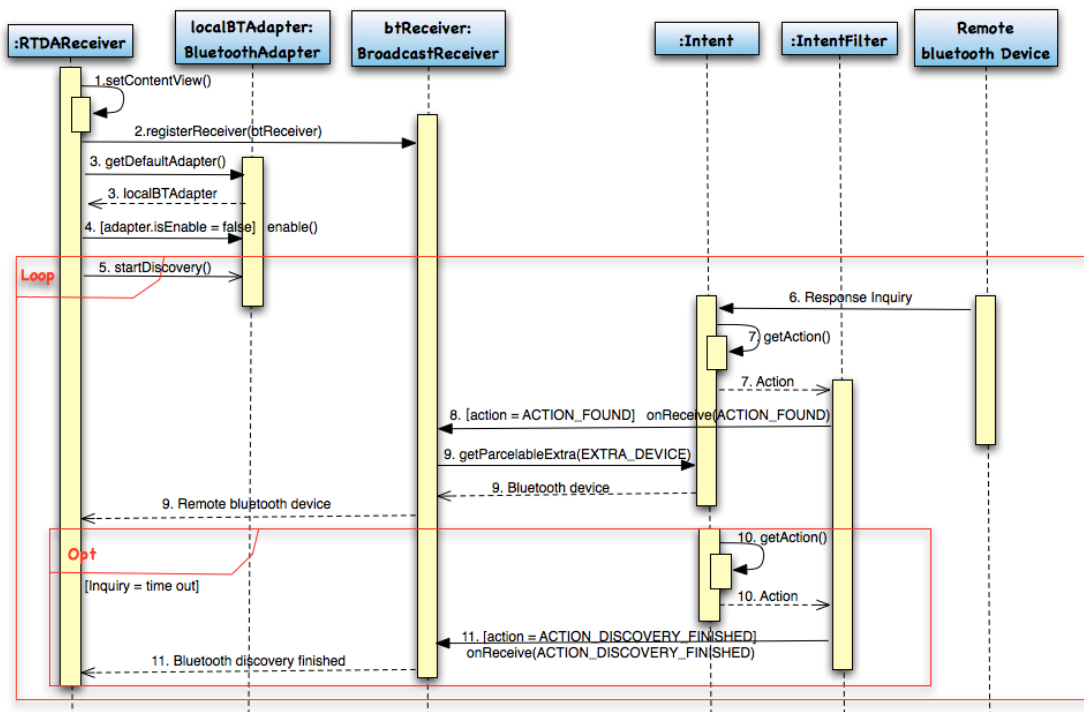 :RTDAReceiver
localBTAdapter:
BluetoothAdapter
btReceiver:
BroadcastReceiver
:Intent
:IntentFilter
Remote
bluetooth Device
1.setContentView()
2.registerReceiver(btReceiver)
3. getDefaultAdapter()
3. localBTAdapter
4. [adapter.isEnable = false] enable()
Loop
5. startDiscovery()
6. Response Inquiry
7. getAction()
7. Action
8. [action = ACTION_FOUND] onReceive(ACTION_FOUND)
9. getParcelableExtra(EXTRA_DEVICE)
9. Bluetooth device
9. Remote bluetooth device
Opt
[Inquiry = time out]
10. getAction()
10. Action
11. [action = ACTION_DISCOVERY_FINISHED]
onReceive(ACTION_DISCOVERY_FINISHED)
11. Bluetooth discovery finished